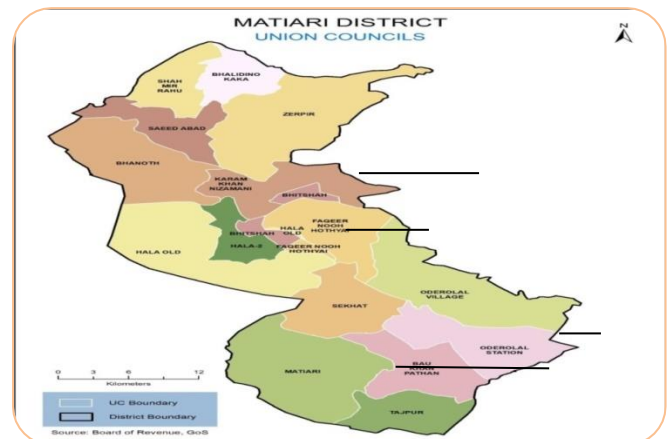 MATIARI DISTRICT
UNION COUNCILS
N
BHALIDINO
KAKA
SHAH
MIR
RAHU
ZERPIR
SAEED ABAD
BHANOTH
KARAM
KHAN
NIZAMANI
BHITSHAH
FAQEER
NOOH
HOTHYAI
HALA
OLD
BHITSHAH
HALA-2
FAQEER NOOH
HOTHYAI
HALA OLD
ODEROLAL
VILLAGE
SEKHAT
ODEROLAL
STATION
BAU
KHAN
PATHAN
MATIARI
TAJPUR
0 3 6 12
Kilometers
UC Boundary
District Boundary
Source: Board of Revenue, GoS